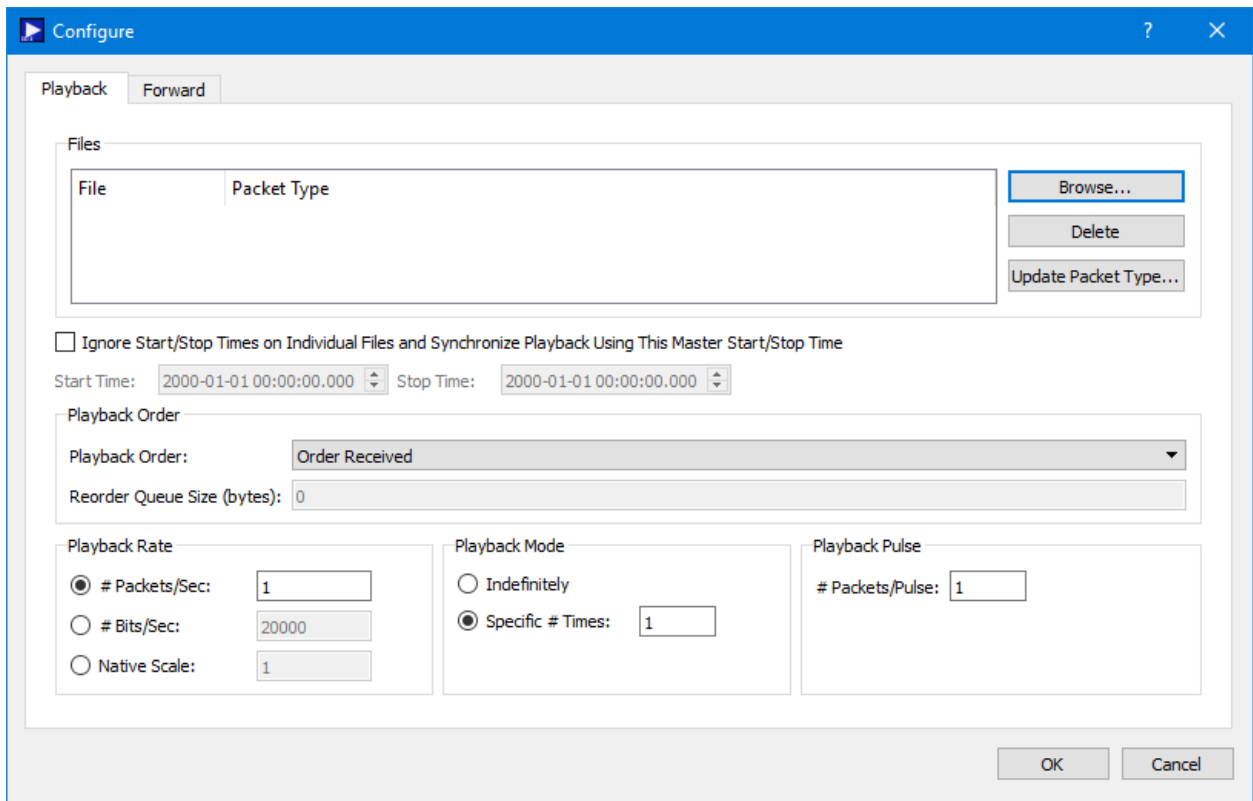 Configure
Playback Forward
Files
File Packet Type
Browse...
Delete
Update Packet Type...
Ignore Start/Stop Times on Individual Files and Synchronize Playback Using This Master Start/Stop Time
Start Time: 2000-01-01 00:00:00.000 Stop Time: 2000-01-01 00:00:00.000
Playback Order
Playback Order: Order Received
Reorder Queue Size (bytes): 0
Playback Rate
# Packets/Sec: 1
# Bits/Sec: 20000
Native Scale: 1
Playback Mode
Indefinitely
Specific # Times: 1
Playback Pulse
# Packets/Pulse: 1
OK Cancel